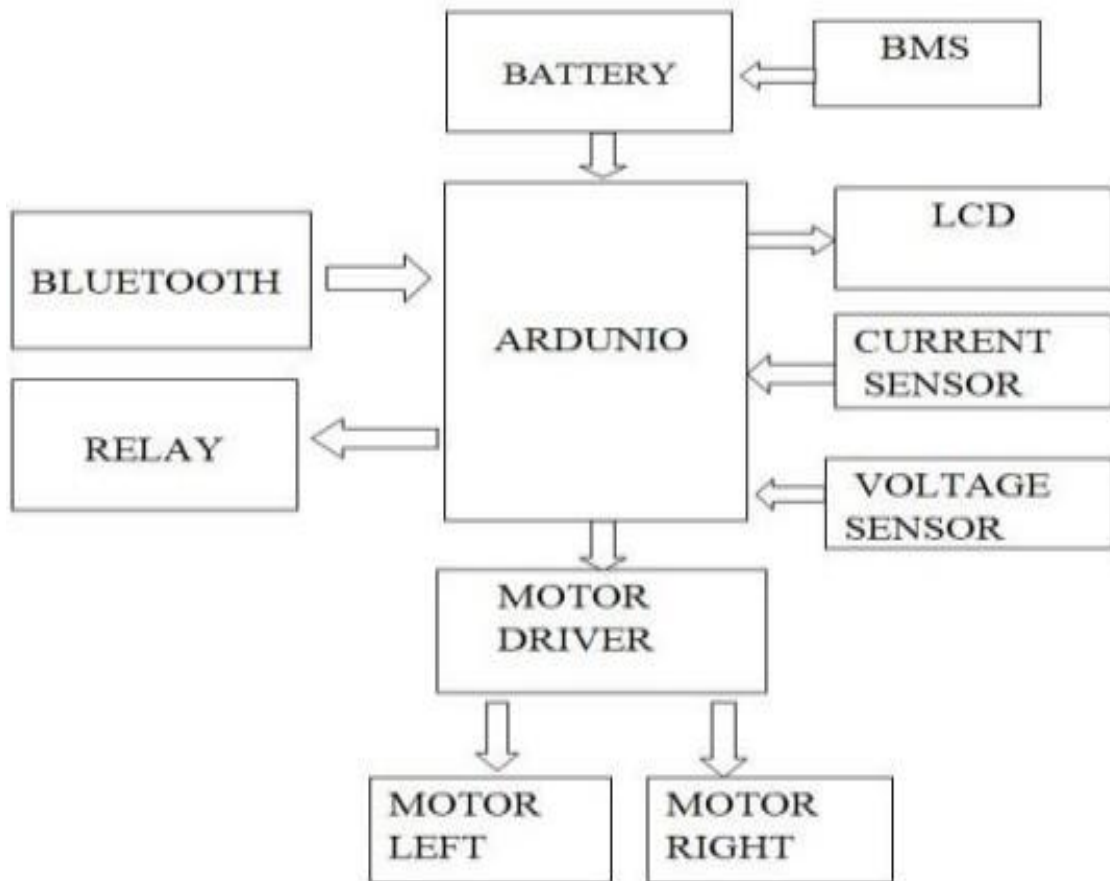 BATTERY
BMS
BLUETOOTH
ARDUNIO
LCD
CURRENT
SENSOR
RELAY
VOLTAGE
SENSOR
MOTOR
DRIVER
MOTOR
LEFT
MOTOR
RIGHT